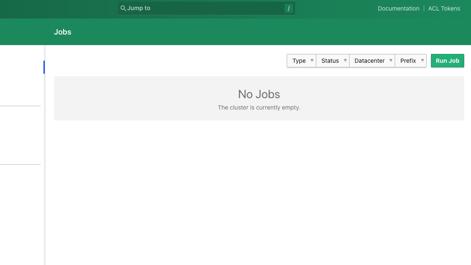 Jump to /
Documentation ACL Tokens
Jobs
Type Status Datacenter Prefix Run Job
No Jobs
The cluster is currently empty.